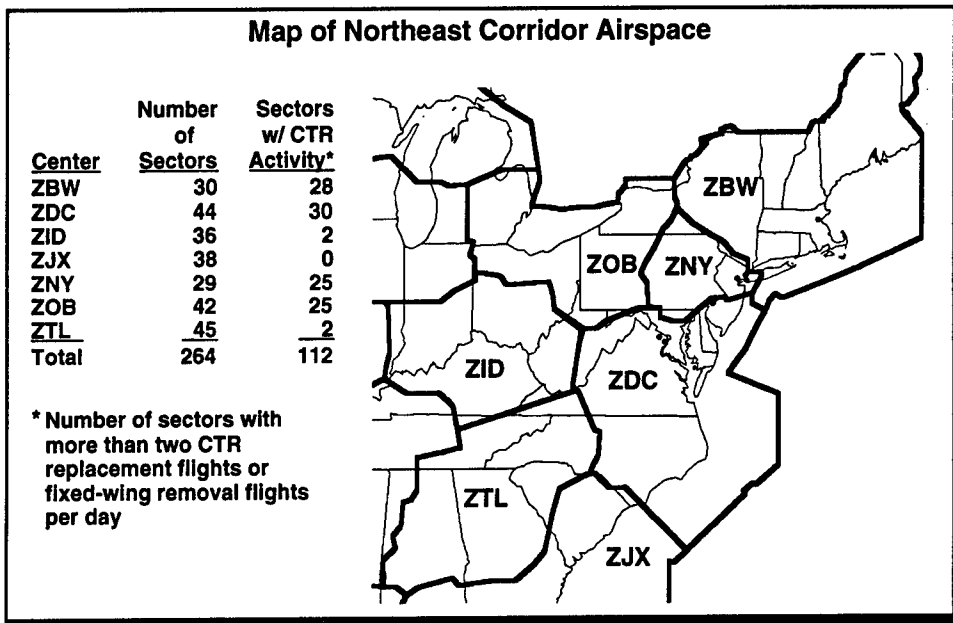 Map of Northeast Corridor Airspace
Number Sectors
of w/ CTR
Center Sectors Activity*
ZBW 30 28
ZDC 44 30
ZID 36 2
ZJX 38 0
ZNY 29 25
ZOB 42 25
ZTL 45 2
Total 264 112
* Number of sectors with
more than two CTR
replacement flights or
fixed-wing removal flights
per day
ZBW
ZOB ZNY
ZID
ZDC
ZTL
ZJX